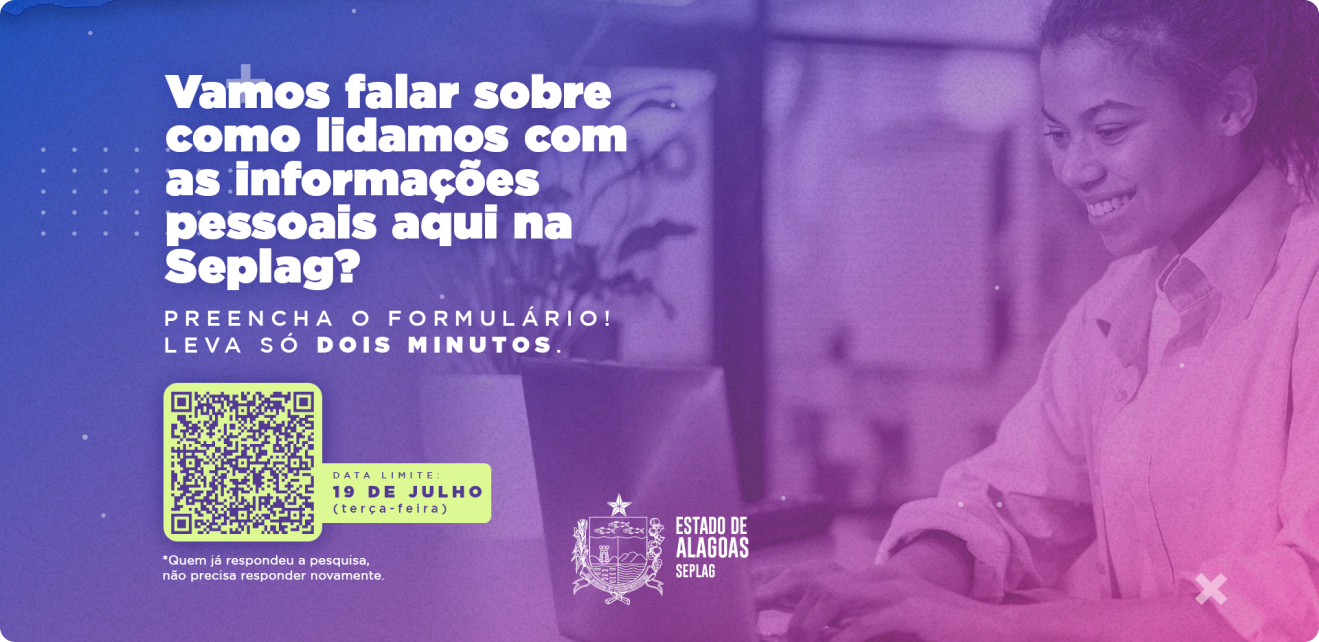 Vamos falar sobre
como lidamos com
as informações
pessoais aqui na
Seplag?
PREENCHA O FORMULÁRIO!
LEVA SÓ DOIS MINUTOS.
DATA LIMITE:
19 DE JULHO
(terça-feira)
*Quem já respondeu a pesquisa,
não precisa responder novamente.
ESTADO DE
ALAGOAS
SEPLAG